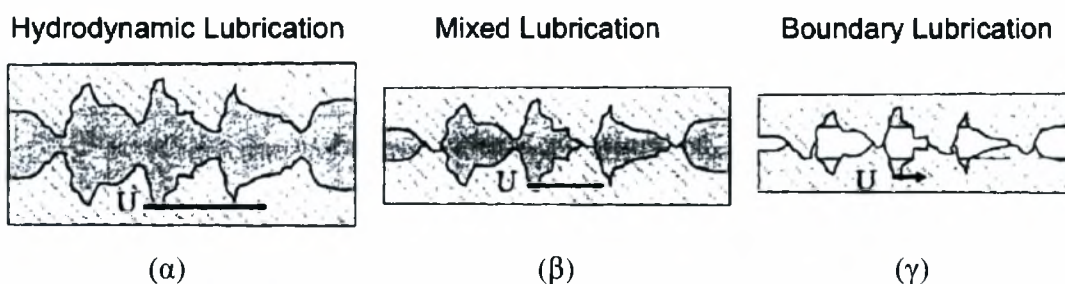 Hydrodynamic Lubrication Mixed Lubrication Boundary Lubrication
U U U
(α) (β) (γ)